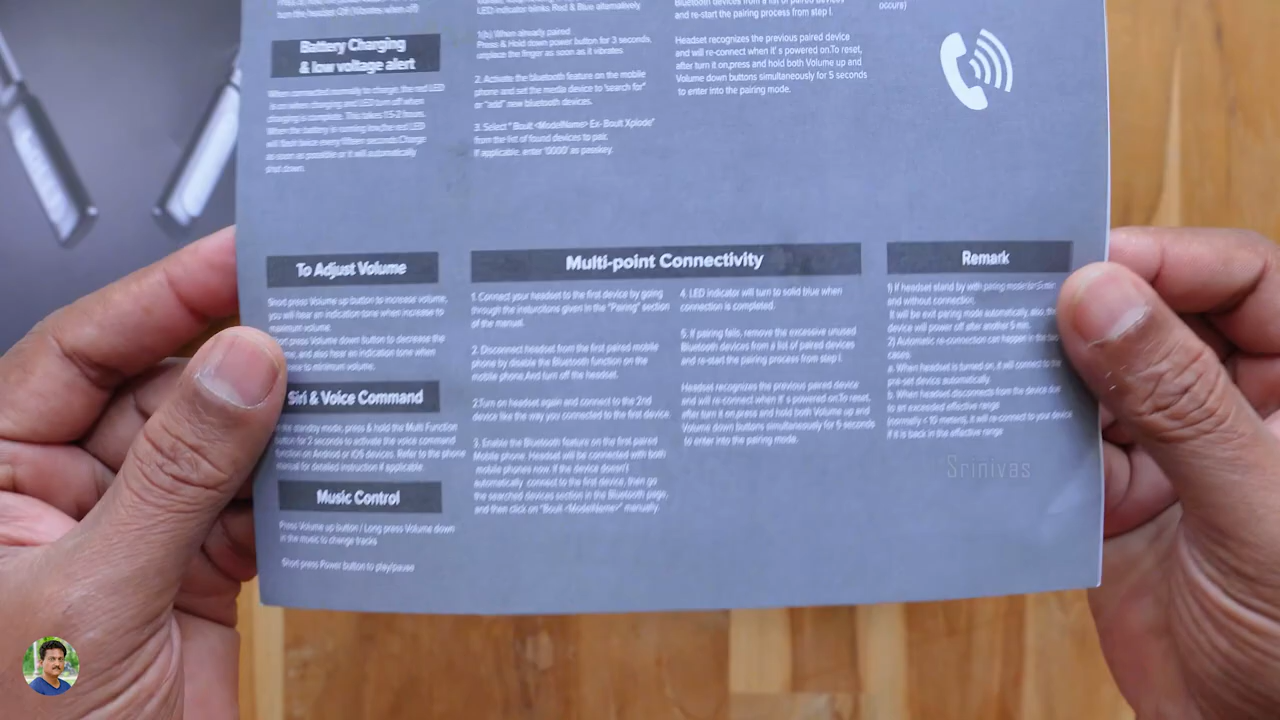 turn the headset Off (Vibrates when off)
Battery Charging
& low voltage alert
When connected normally to charge, the red LED
is on when charging and LED turn off when
charging is complete. This takes 1.5-2 hours.
When the battery is running low,the red LED
will flash twice every fifteen seconds.Charge
as soon as possible or it will automatically
shut down.
To Adjust Volume
Short press Volume up button to increase volume,
you will hear an indication tone when increase to
maximum volume.
press Volume down button to decrease the
and also hear an indication tone when
to minimum volume.
Siri & Voice Command
standby mode, press & hold the Multi Function
button for 2 seconds to activate the voice command
function on Android or iOS devices. Refer to the phone
manual for detailed instruction if applicable.
Music Control
Press Volume up button / Long press Volume down
in the music to change tracks
Short press Power button to play/pause
LED indicator blinks Red & Blue alternatively.
1(b) When already paired
Press & Hold down power button for 3 seconds,
unplace the finger as soon as it vibrates
2. Activate the bluetooth feature on the mobile
phone and set the media device to "search for"
or "add" new bluetooth devices.
3. Select " Boult <ModelName> Ex- Boult Xplode"
from the list of found devices to pair.
If applicable, enter '0000' as passkey.
Bluetooth devices from a list of paired devices
and re-start the pairing process from step I.
Headset recognizes the previous paired device
and will re-connect when it' s powered on.To reset,
after turn it on,press and hold both Volume up and
Volume down buttons simultaneously for 5 seconds
to enter into the pairing mode.
occurs)
Multi-point Connectivity
1. Connect your headset to the first device by going
through the insturctions given in the "Pairing" section
of the manual.
2. Disconnect headset from the first paired mobile
phone by disable the Bluetooth function on the
mobile phone.And turn off the headset.
2.Turn on headset again and connect to the 2nd
device like the way you connected to the first device
3. Enable the Bluetooth feature on the first paired
Mobile phone. Headset will be connected with both
mobile phones now. If the device doesn't
automatically connect to the first device, then go
the searched devices section in the Bluetooth page,
and then click on "Boult <ModelName>" manually.
4. LED indicator will turn to solid blue when
connection is completed.
5. If pairing fails, remove the excessive unused
Bluetooth devices from a list of paired devices
and re-start the pairing process from step I.
Headset recognizes the previous paired device
and will re-connect when it' s powered on.To reset,
after turn it on,press and hold both Volume up and
Volume down buttons simultaneously for 5 seconds
to enter into the pairing mode.
Remark
1) If headset stand by with pairing mode for 5 min
and without connection,
It will be exit pairing mode automatically, also, the
device will power off after another 5 min.
2) Automatic re-connection can happen in the two
cases.
a. When headset is turned on, it will connect to the
pre-set device automatically.
b. When headset disconnects from the device due
to an exceeded effective range
(normally < 10 meters), it will re-connect to your device
if it is back in the effective range
Srinivas